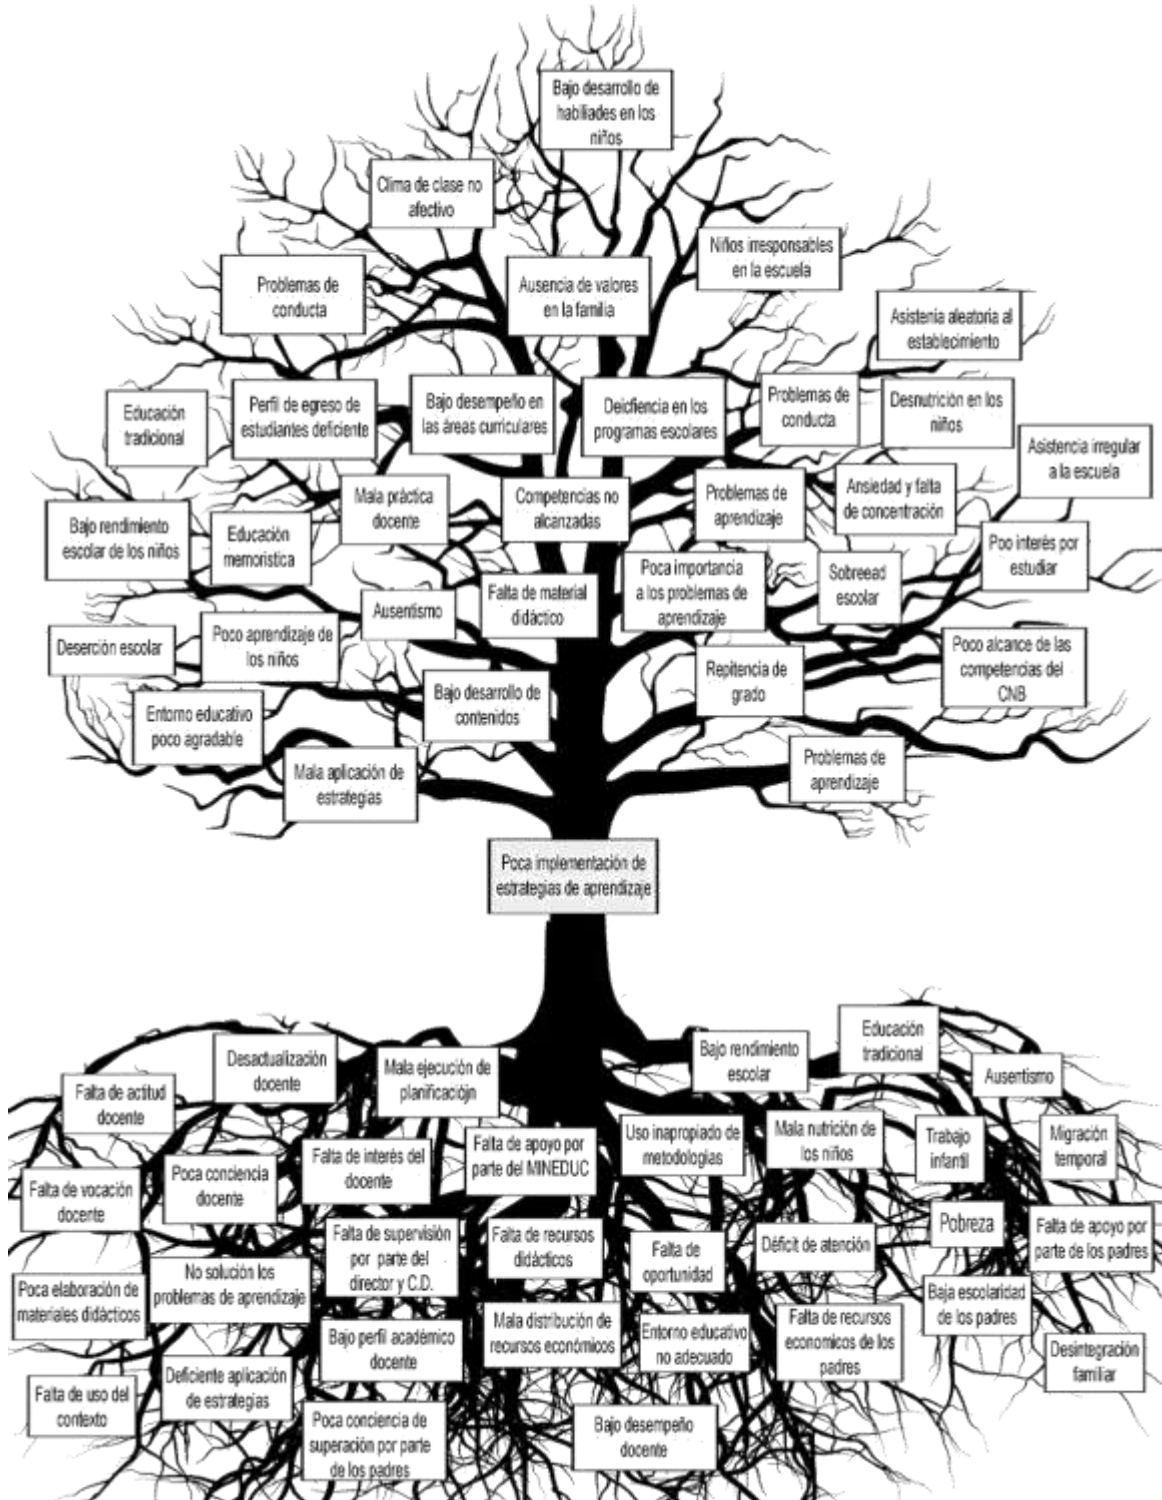 Bajo desarrollo de
habiliades en los
niños
Clima de clase no
afectivo
Niños irresponsables
en la escuela
Problemas de
conducta
Ausencia de valores
en la familia
Asistenia aleatoria al
establecimiento
Educación
tradicional
Perfil de egreso de
estudiantes deficiente
Bajo desempeño en
las áreas curriculares
Deicfiencia en los
programas escolares
Problemas de
conducta
Desnutrición en los
niños
Asistencia irregular
a la escuela
Bajo rendimiento
escolar de los niños
Educación
memoristica
Mala práctica
docente
Competencias no
alcanzadas
Problemas de
aprendizaje
Ansiedad y falta
de concentración
Poo interés por
estudiar
Deserción escolar
Poco aprendizaje de
los niños
Ausentismo
Falta de material
didáctico
Poca importancia
a los problemas de
aprendizaje
Sobreead
escolar
Entorno educativo
poco agradable
Bajo desarrollo de
contenidos
Repitencia de
grado
Poco alcance de las
competencias del
CNB
Mala aplicación de
estrategias
Problemas de
aprendizaje
Poca implementación de
estrategias de aprendizaje
Desactualización
docente
Mala ejecución de
planificaciójn
Bajo rendimiento
escolar
Educación
tradicional
Ausentismo
Falta de actitud
docente
Poca conciencia
docente
Falta de interés del
docente
Falta de apoyo por
parte del MINEDUC
Uso inapropiado de
metodologias
Mala nutrición de
los niños
Trabajo
infantil
Migración
temporal
Falta de vocación
docente
Falta de supervisión
por parte del
director y C.D.
Falta de recursos
didácticos
Falta de
oportunidad
Déficit de atención
Pobreza
Falta de apoyo por
parte de los padres
Poca elaboración de
materiales didácticos
No solución los
problemas de aprendizaje
Bajo perfil académico
docente
Mala distribución de
recursos económicos
Entorno educativo
no adecuado
Falta de recursos
economicos de los
padres
Baja escolaridad
de los padres
Desintegración
familiar
Falta de uso del
contexto
Deficiente aplicación
de estrategias
Poca conciencia de
superación por parte
de los padres
Bajo desempeño
docente